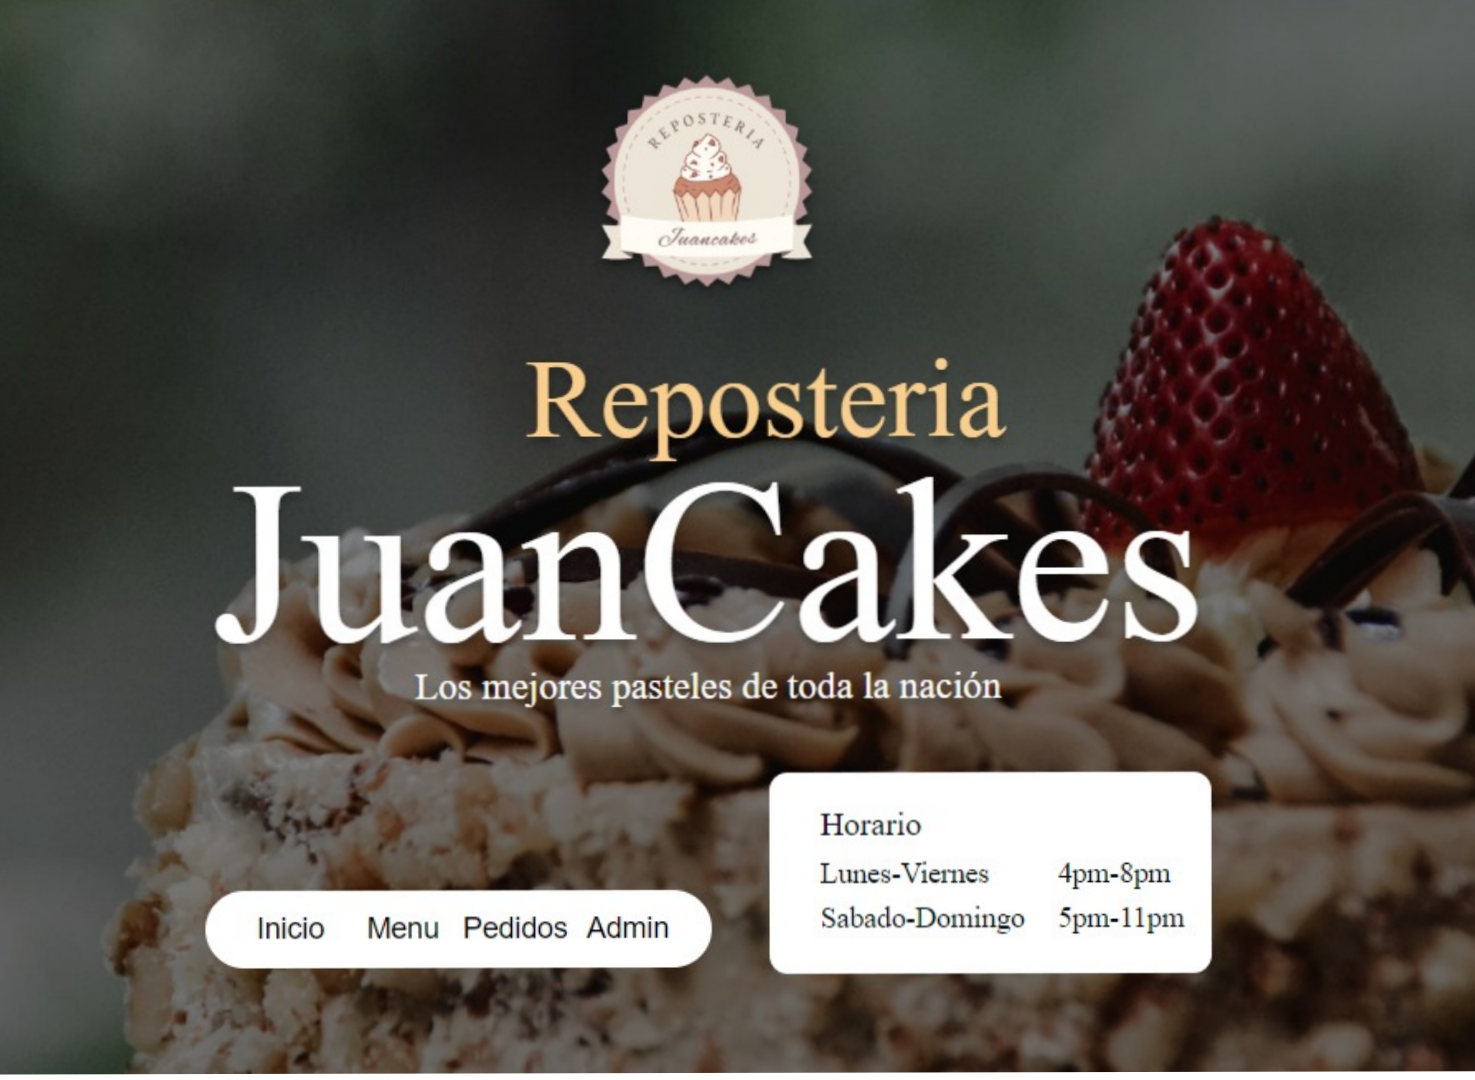 REPOSTERIA
Juancakes
Reposteria
JuanCakes
Los mejores pasteles de toda la nación
Horario
Lunes-Viernes 4pm-8pm
Sabado-Domingo 5pm-11pm
Inicio Menu Pedidos Admin